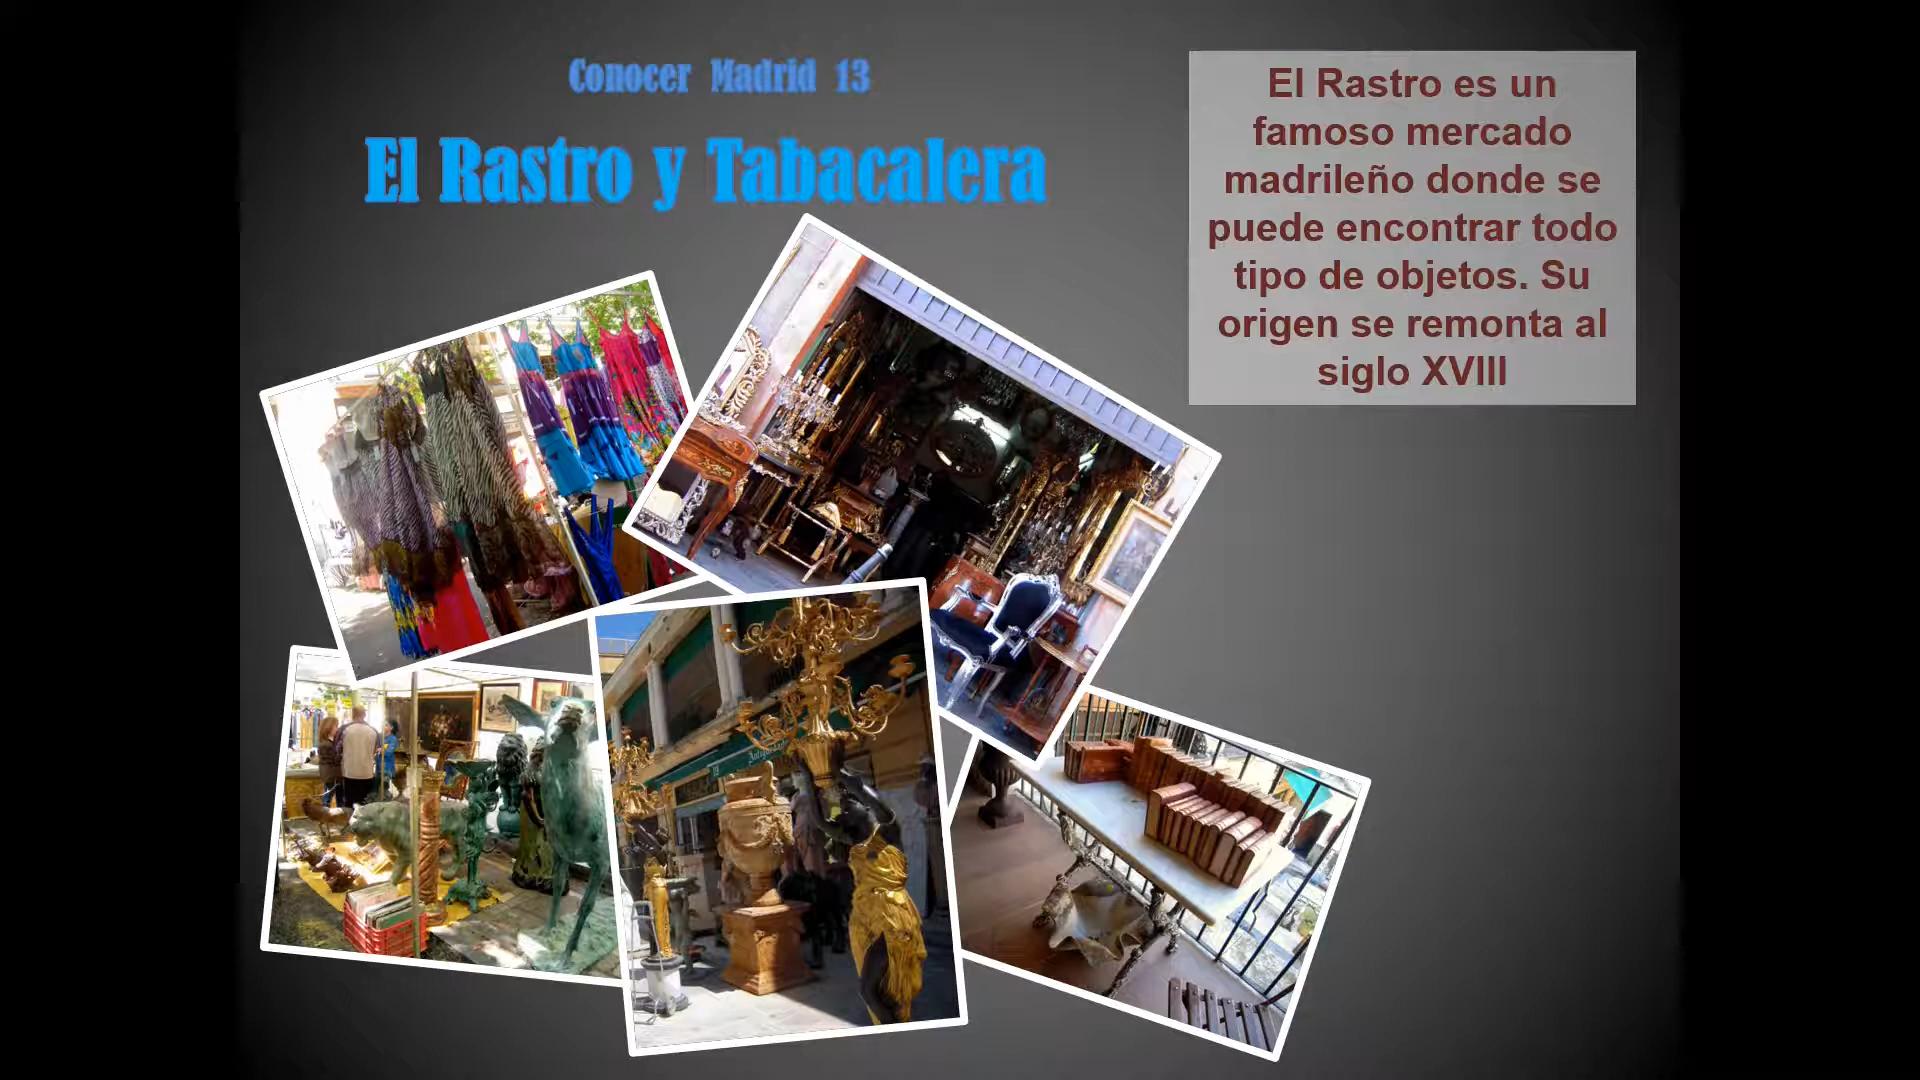 Conocer Madrid 13
El Rastro y Tabacalera
El Rastro es un
famoso mercado
madrileño donde se
puede encontrar todo
tipo de objetos. Su
origen se remonta al
siglo XVIII